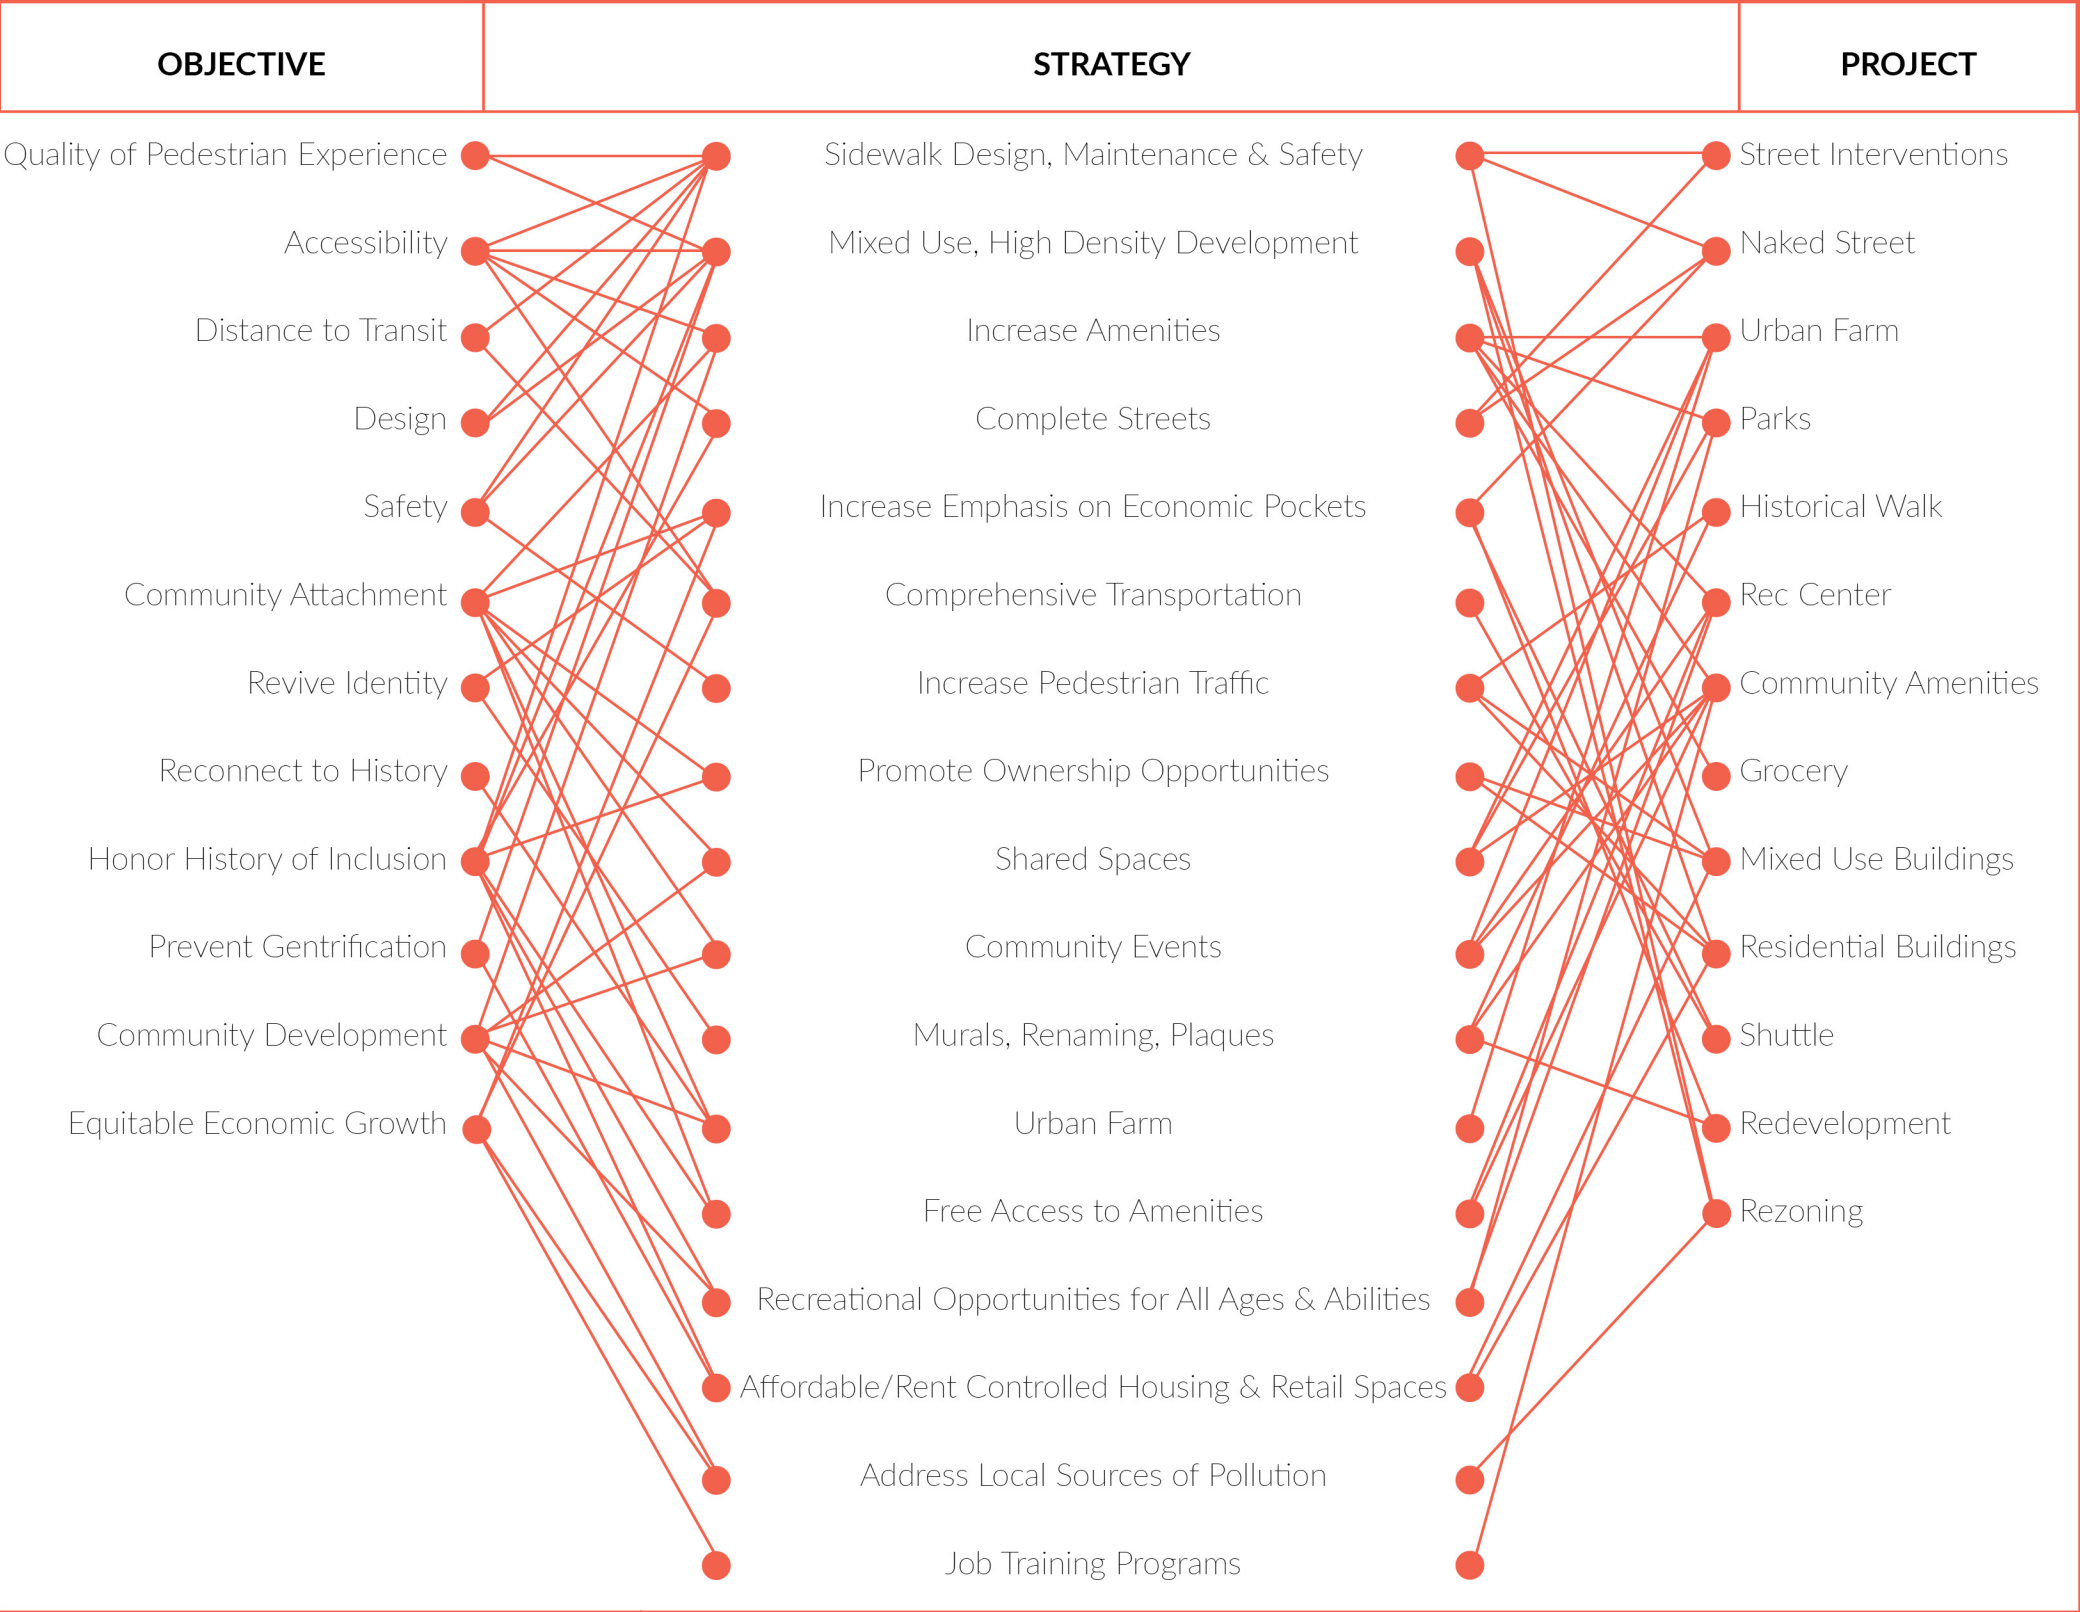 OBJECTIVE
STRATEGY
PROJECT
Quality of Pedestrian Experience
Sidewalk Design, Maintenance & Safety
Street Interventions
Accessibility
Mixed Use, High Density Development
Naked Street
Distance to Transit
Increase Amenities
Urban Farm
Design
Complete Streets
Parks
Safety
Increase Emphasis on Economic Pockets
Historical Walk
Community Attachment
Comprehensive Transportation
Rec Center
Revive Identity
Increase Pedestrian Traffic
Community Amenities
Reconnect to History
Promote Ownership Opportunities
Grocery
Honor History of Inclusion
Shared Spaces
Mixed Use Buildings
Prevent Gentrification
Community Events
Residential Buildings
Community Development
Murals, Renaming, Plaques
Shuttle
Equitable Economic Growth
Urban Farm
Redevelopment
Free Access to Amenities
Rezoning
Recreational Opportunities for All Ages & Abilities
Affordable/Rent Controlled Housing & Retail Spaces
Address Local Sources of Pollution
Job Training Programs